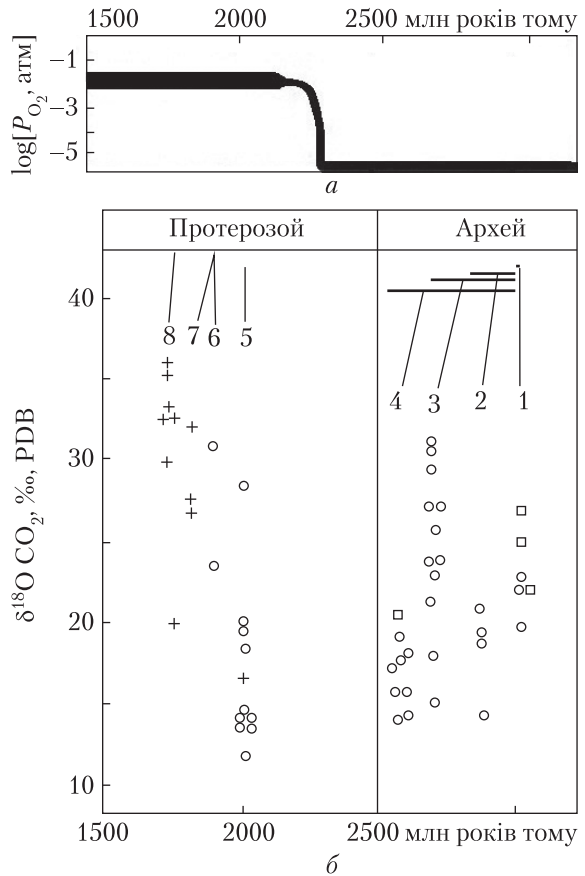 1500 2000 2500 млн років тому
log[P_O₂, атм]
−1
−3
−5
а
Протерозой Архей
8 7 6 5
4 3 2 1
δ¹⁸O CO₂, ‰, PDB
40
30
20
10
1500 2000 2500 млн років тому
б